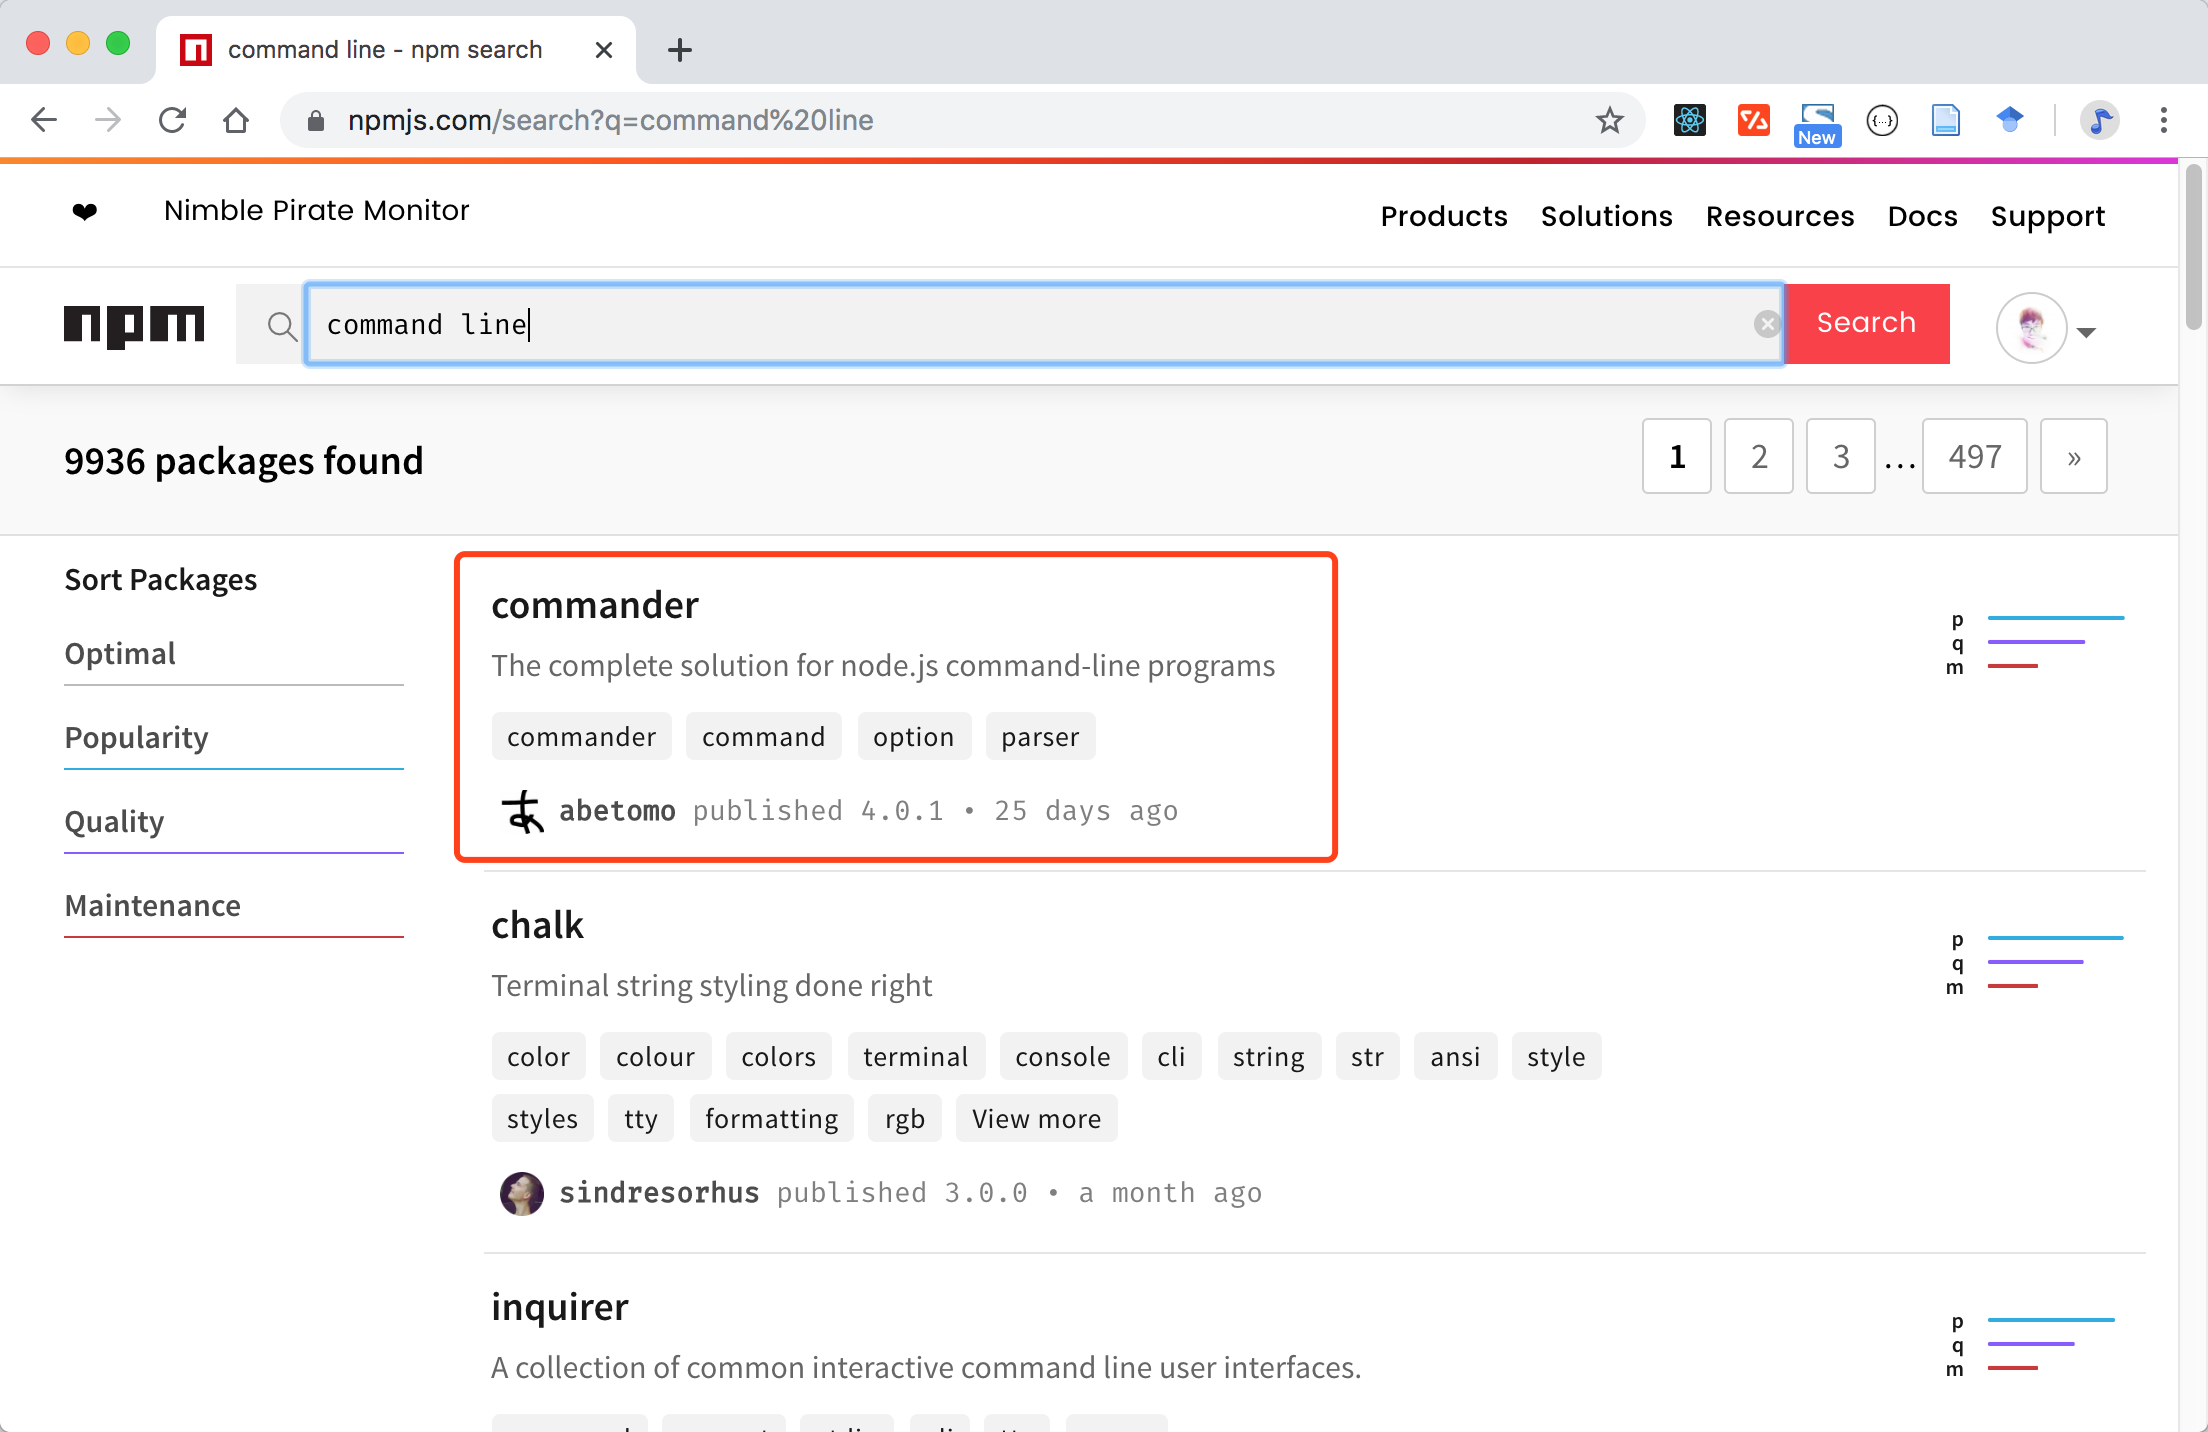 command line - npm search
npmjs.com/search?q=command%20line
New
❤ Nimble Pirate Monitor
Products Solutions Resources Docs Support
npm
command line
Search
9936 packages found
1 2 3 ... 497 »
Sort Packages
Optimal
Popularity
Quality
Maintenance
commander
The complete solution for node.js command-line programs
commander command option parser
abetomo published 4.0.1 • 25 days ago
p
q
m
chalk
Terminal string styling done right
color colour colors terminal console cli string str ansi style
styles tty formatting rgb View more
sindresorhus published 3.0.0 • a month ago
p
q
m
inquirer
A collection of common interactive command line user interfaces.
p
q
m